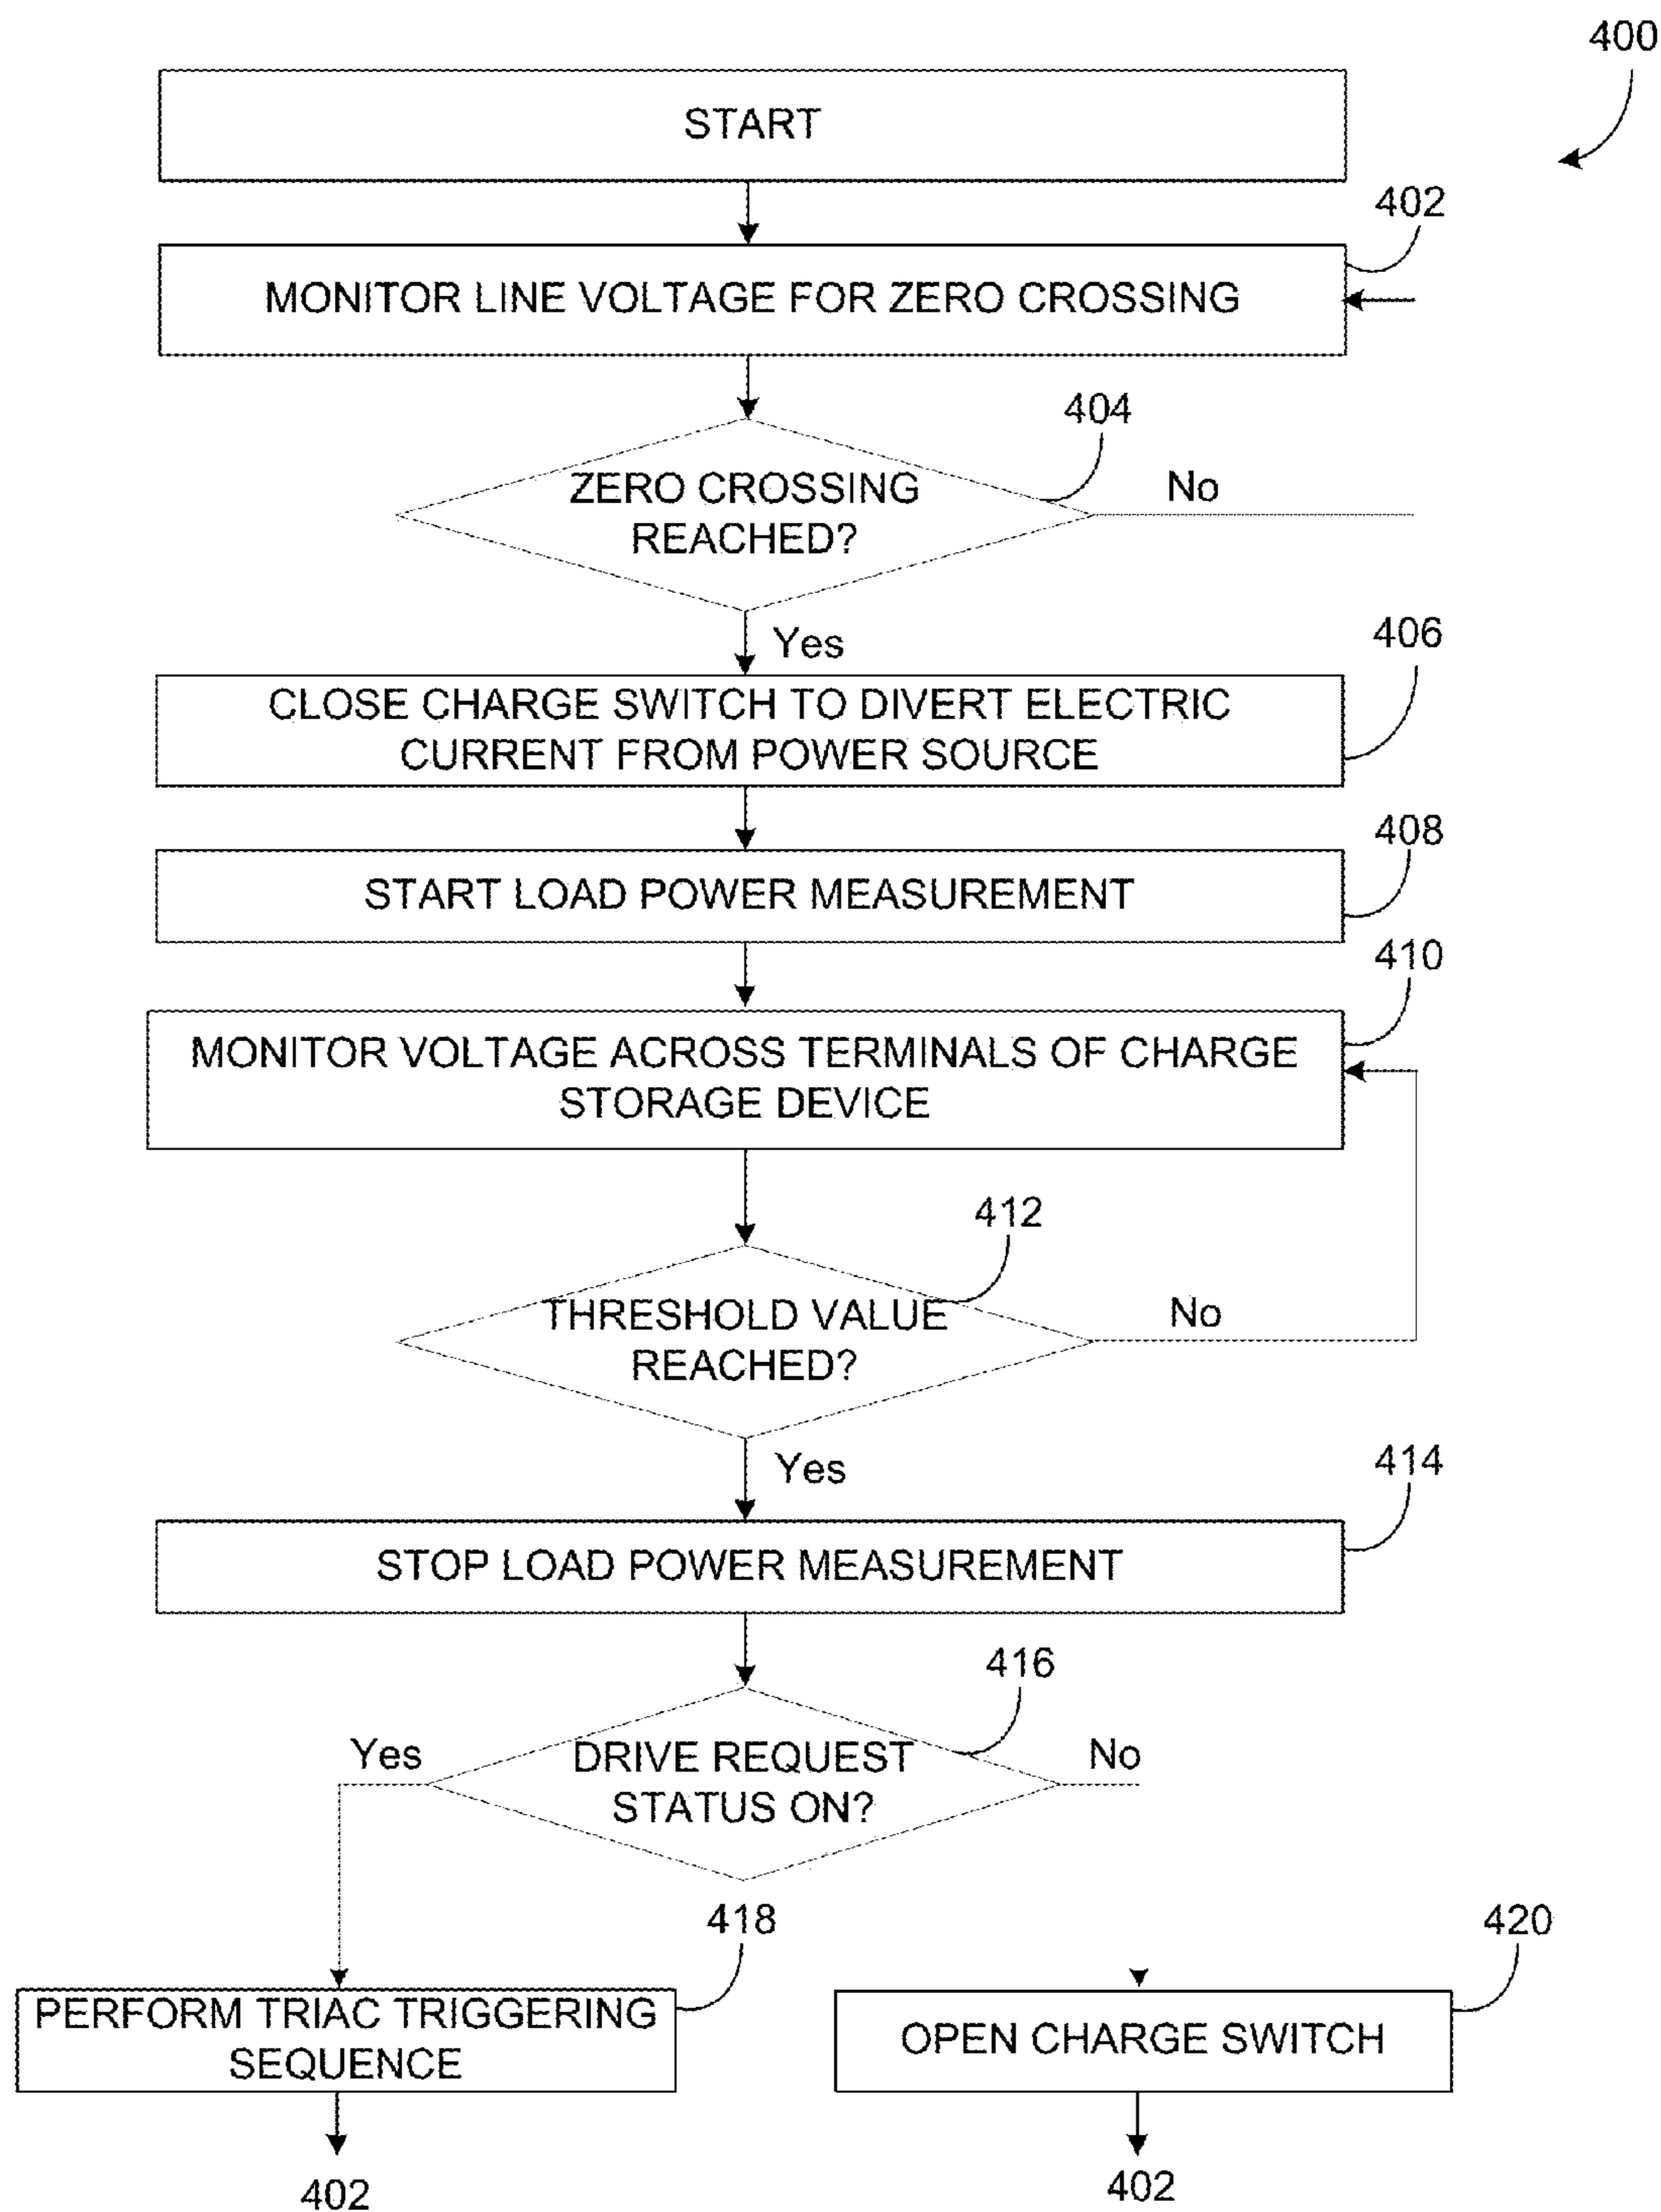 400
START
402
MONITOR LINE VOLTAGE FOR ZERO CROSSING
404
ZERO CROSSING
REACHED?
No
Yes
406
CLOSE CHARGE SWITCH TO DIVERT ELECTRIC
CURRENT FROM POWER SOURCE
408
START LOAD POWER MEASUREMENT
410
MONITOR VOLTAGE ACROSS TERMINALS OF CHARGE
STORAGE DEVICE
412
THRESHOLD VALUE
REACHED?
No
Yes
414
STOP LOAD POWER MEASUREMENT
416
Yes
DRIVE REQUEST
STATUS ON?
No
418
420
PERFORM TRIAC TRIGGERING
SEQUENCE
OPEN CHARGE SWITCH
402
402